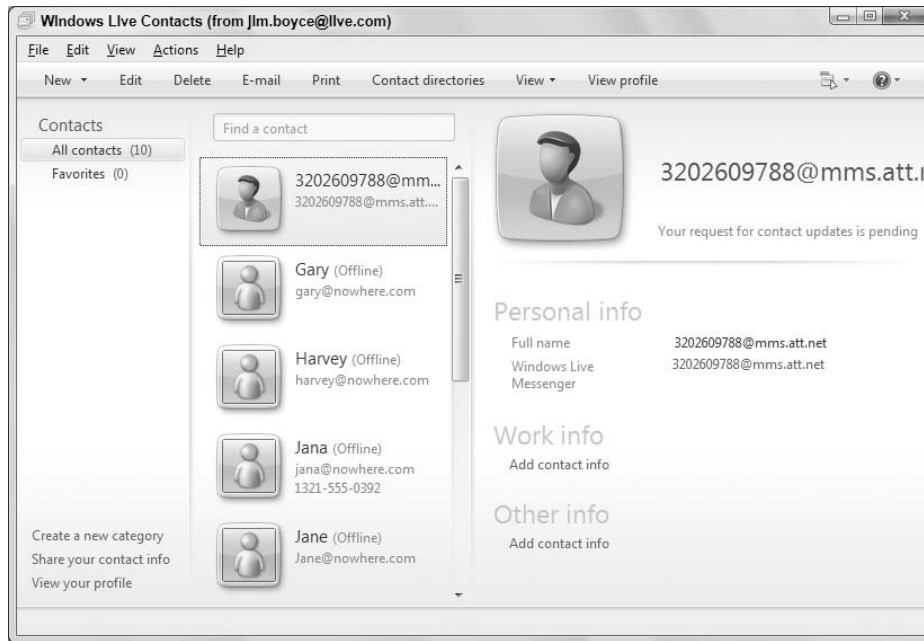 Windows Live Contacts (from jim.boyce@live.com)
File Edit View Actions Help
New Edit Delete E-mail Print Contact directories View View profile
Contacts
All contacts (10)
Favorites (0)
Create a new category
Share your contact info
View your profile
Find a contact
3202609788@mm...
3202609788@mms.att....
Gary (Offline)
gary@nowhere.com
Harvey (Offline)
harvey@nowhere.com
Jana (Offline)
jana@nowhere.com
1321-555-0392
Jane (Offline)
Jane@nowhere.com
3202609788@mms.att.n
Your request for contact updates is pending
Personal info
Full name 3202609788@mms.att.net
Windows Live 3202609788@mms.att.net
Messenger
Work info
Add contact info
Other info
Add contact info